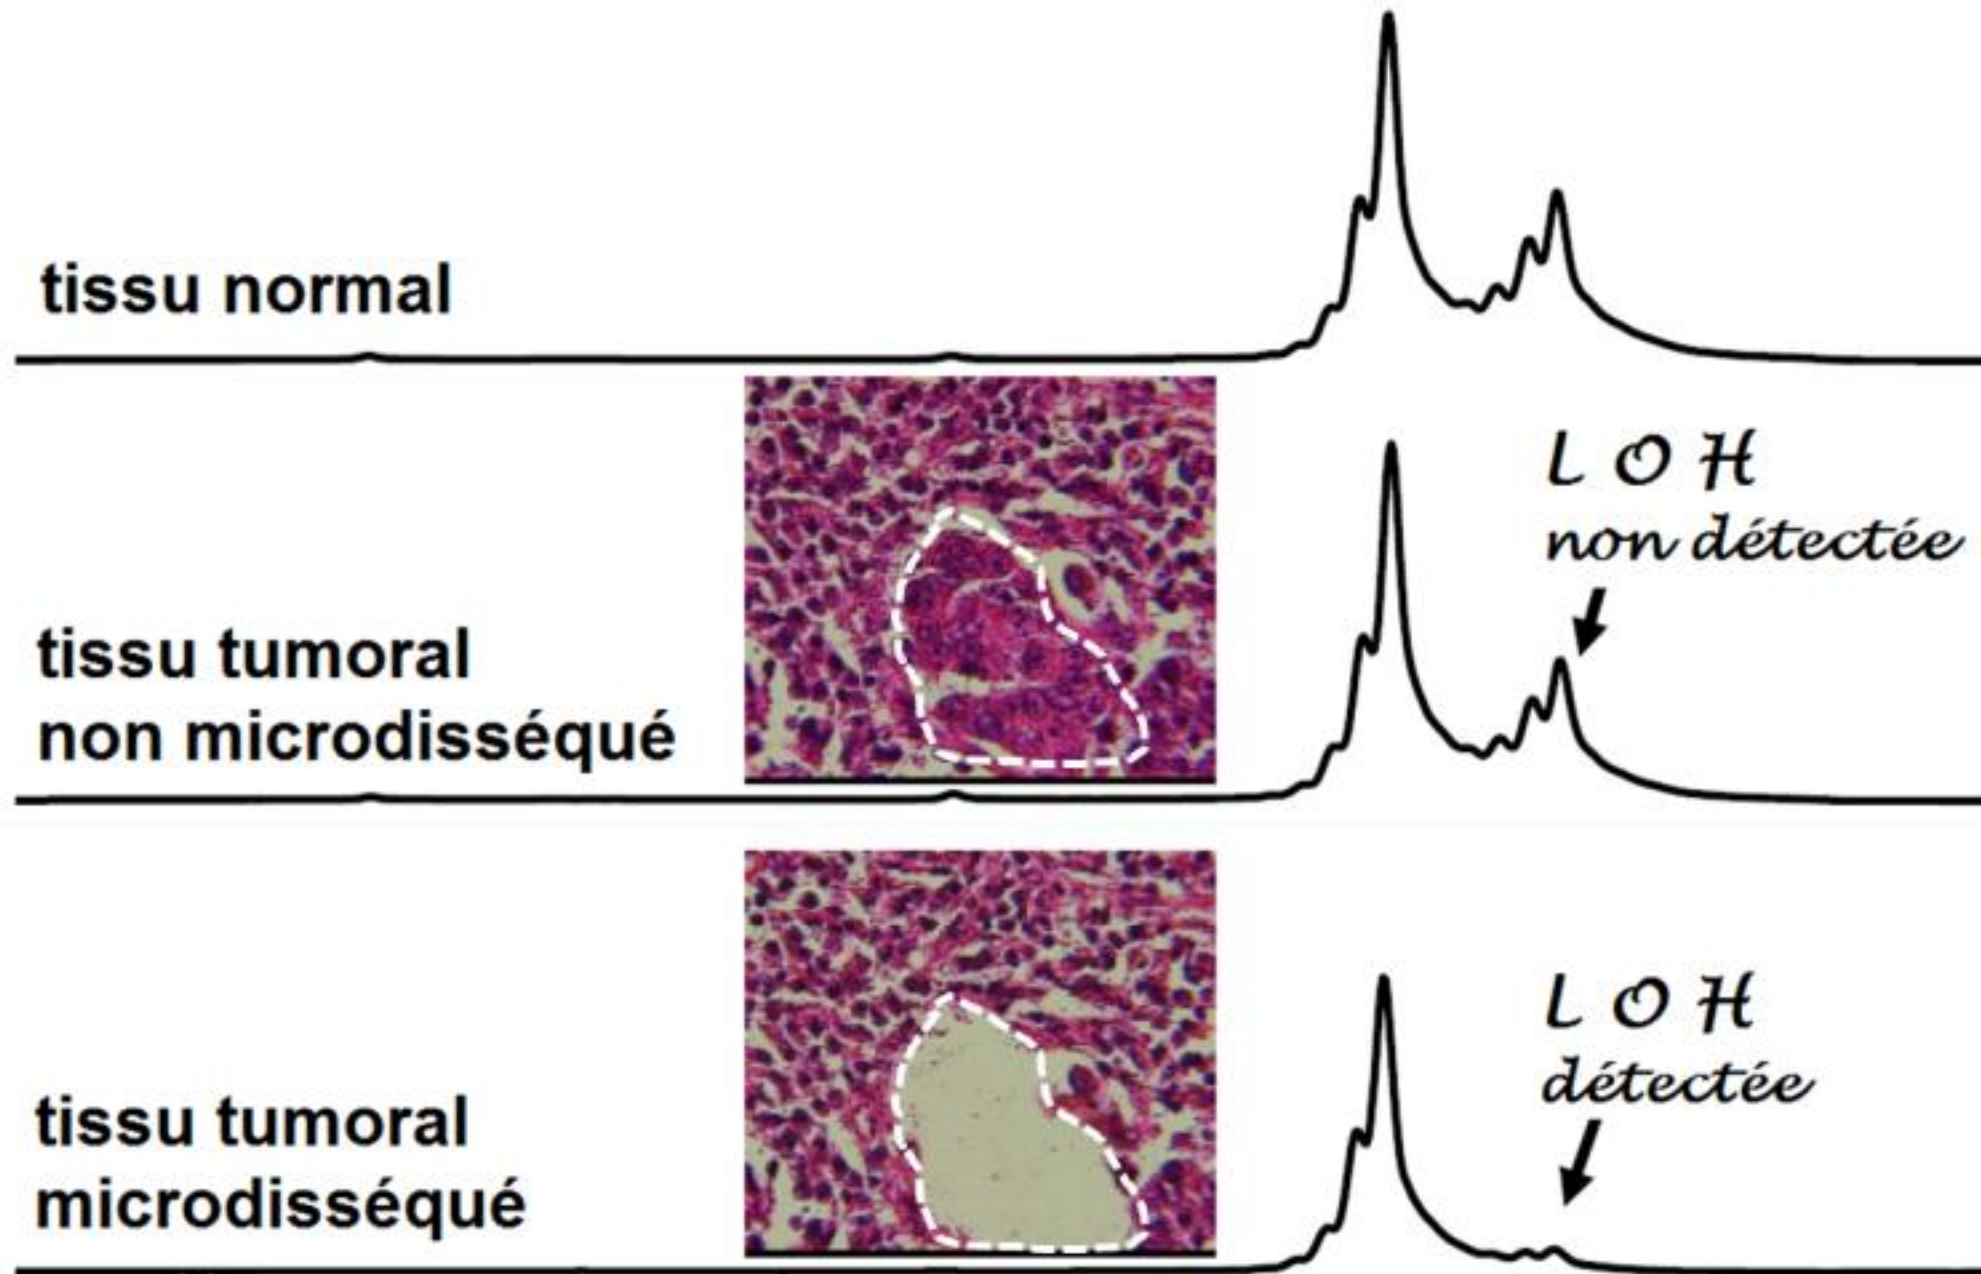 tissu normal
L O H
non détectée
tissu tumoral
non microdisséqué
L O H
détectée
tissu tumoral
microdisséqué